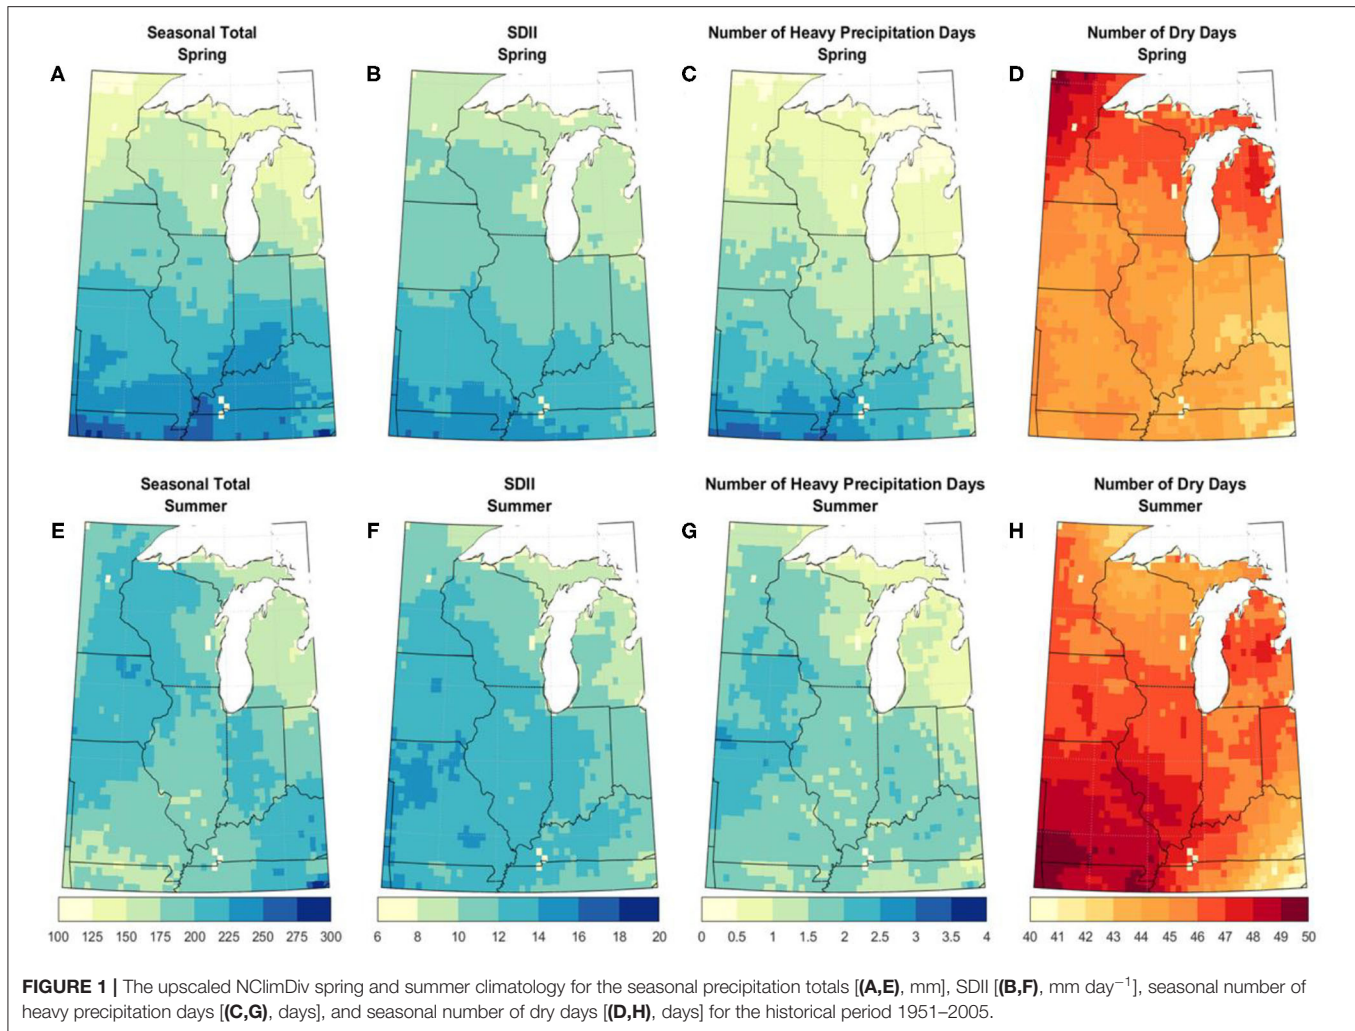 Seasonal Total
Spring
SDII
Spring
Number of Heavy Precipitation Days
Spring
Number of Dry Days
Spring
A
B
C
D
Seasonal Total
Summer
SDII
Summer
Number of Heavy Precipitation Days
Summer
Number of Dry Days
Summer
E
F
G
H
100 125 150 175 200 225 250 275 300
6 8 10 12 14 16 18 20
0 0.5 1 1.5 2 2.5 3 3.5 4
40 41 42 43 44 45 46 47 48 49 50
FIGURE 1 | The upscaled NClimDiv spring and summer climatology for the seasonal precipitation totals [(A,E), mm], SDII [(B,F), mm day⁻¹], seasonal number of
heavy precipitation days [(C,G), days], and seasonal number of dry days [(D,H), days] for the historical period 1951–2005.